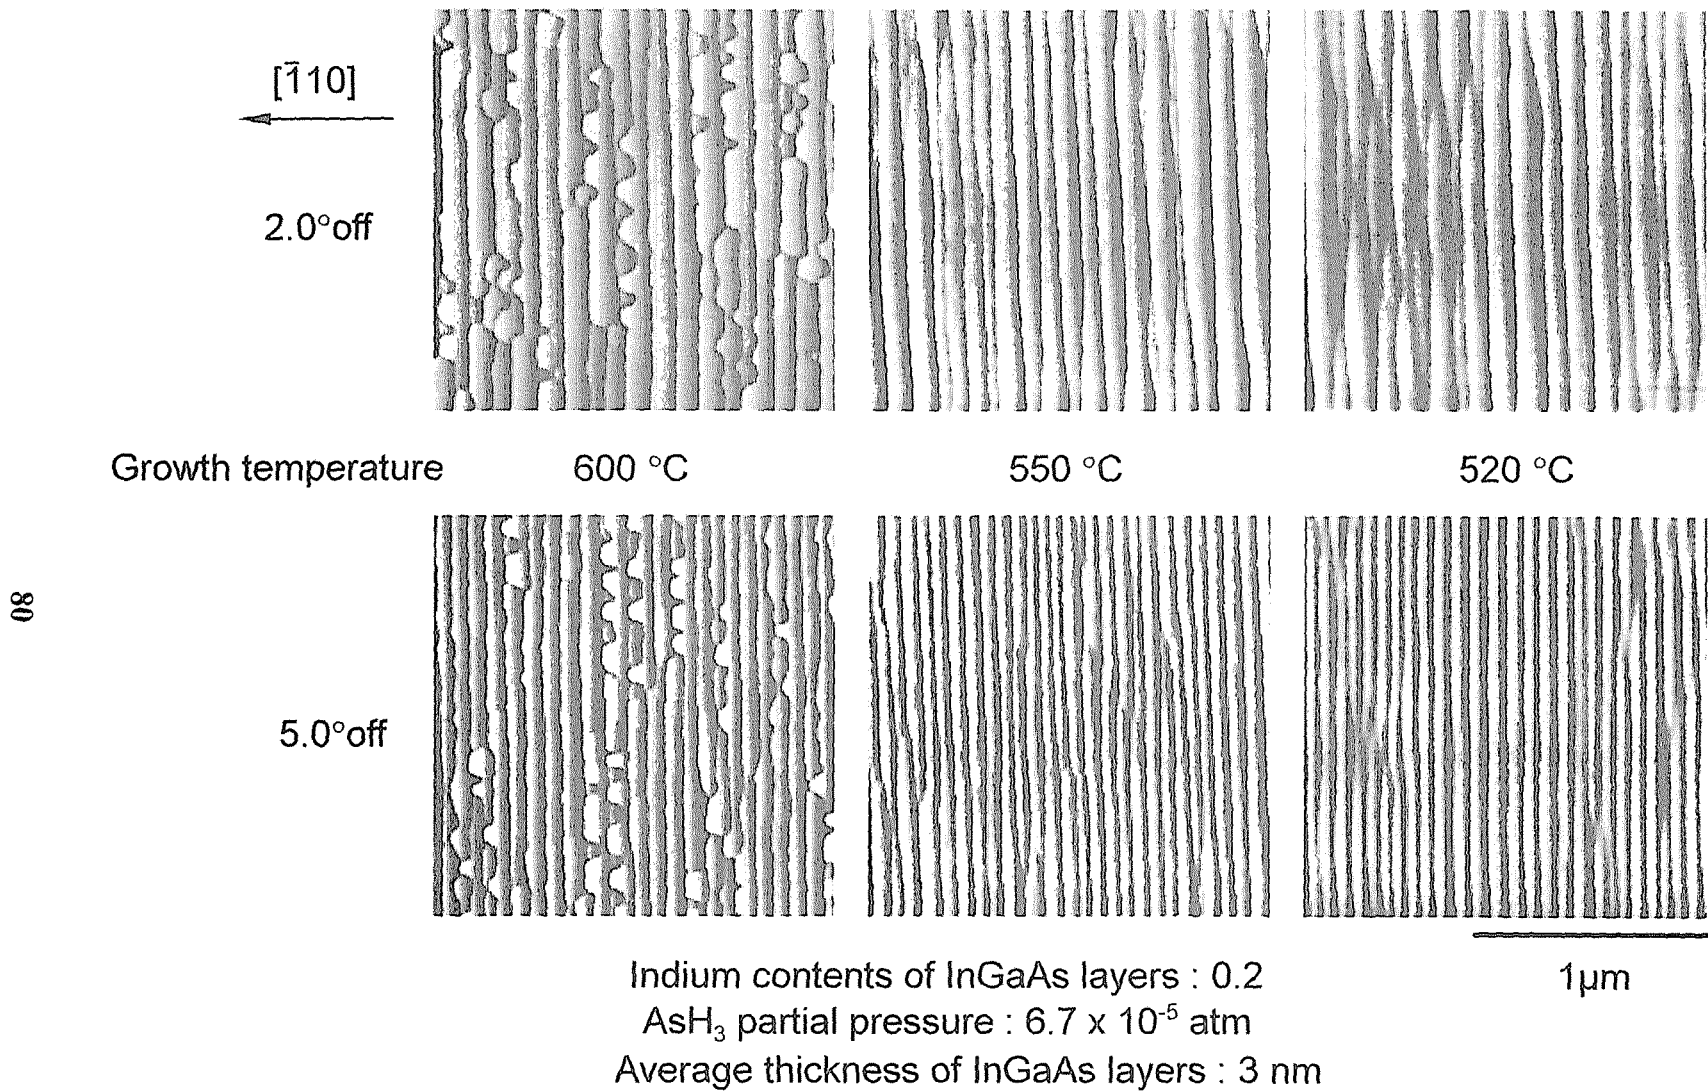 [1̄10]
2.0°off
Growth temperature 600 °C 550 °C 520 °C
5.0°off
80
1μm
Indium contents of InGaAs layers : 0.2
AsH₃ partial pressure : 6.7 x 10⁻⁵ atm
Average thickness of InGaAs layers : 3 nm